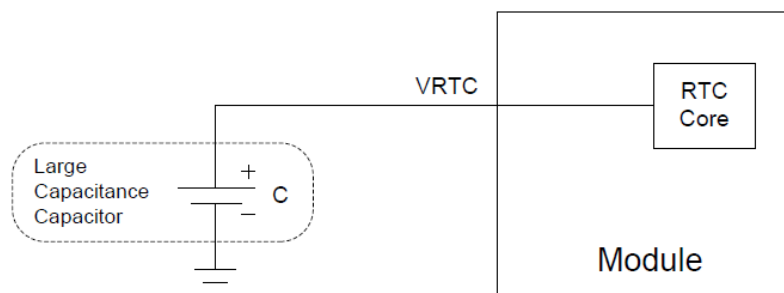 VRTC
RTC
Core
Large
Capacitance
Capacitor
+
C
−
Module